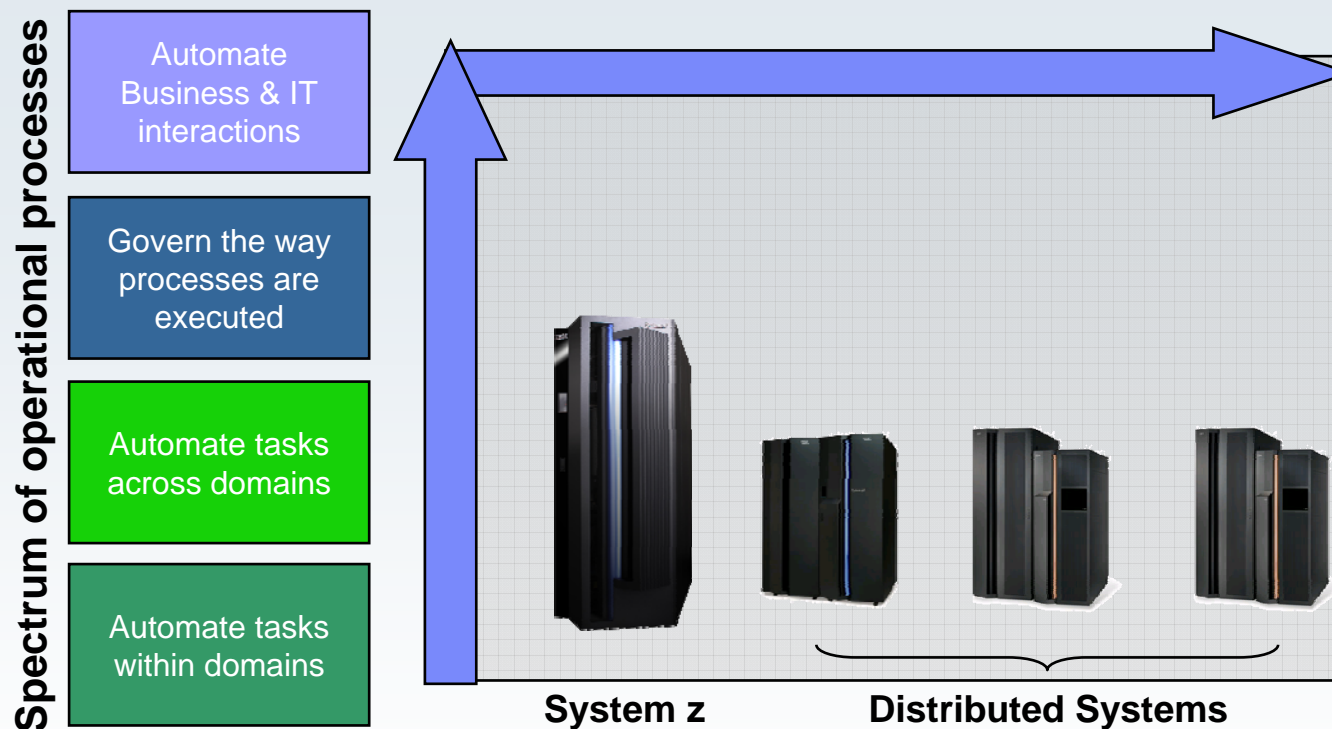 Spectrum of operational processes
Automate
Business & IT
interactions
Govern the way
processes are
executed
Automate tasks
across domains
Automate tasks
within domains
System z
Distributed Systems